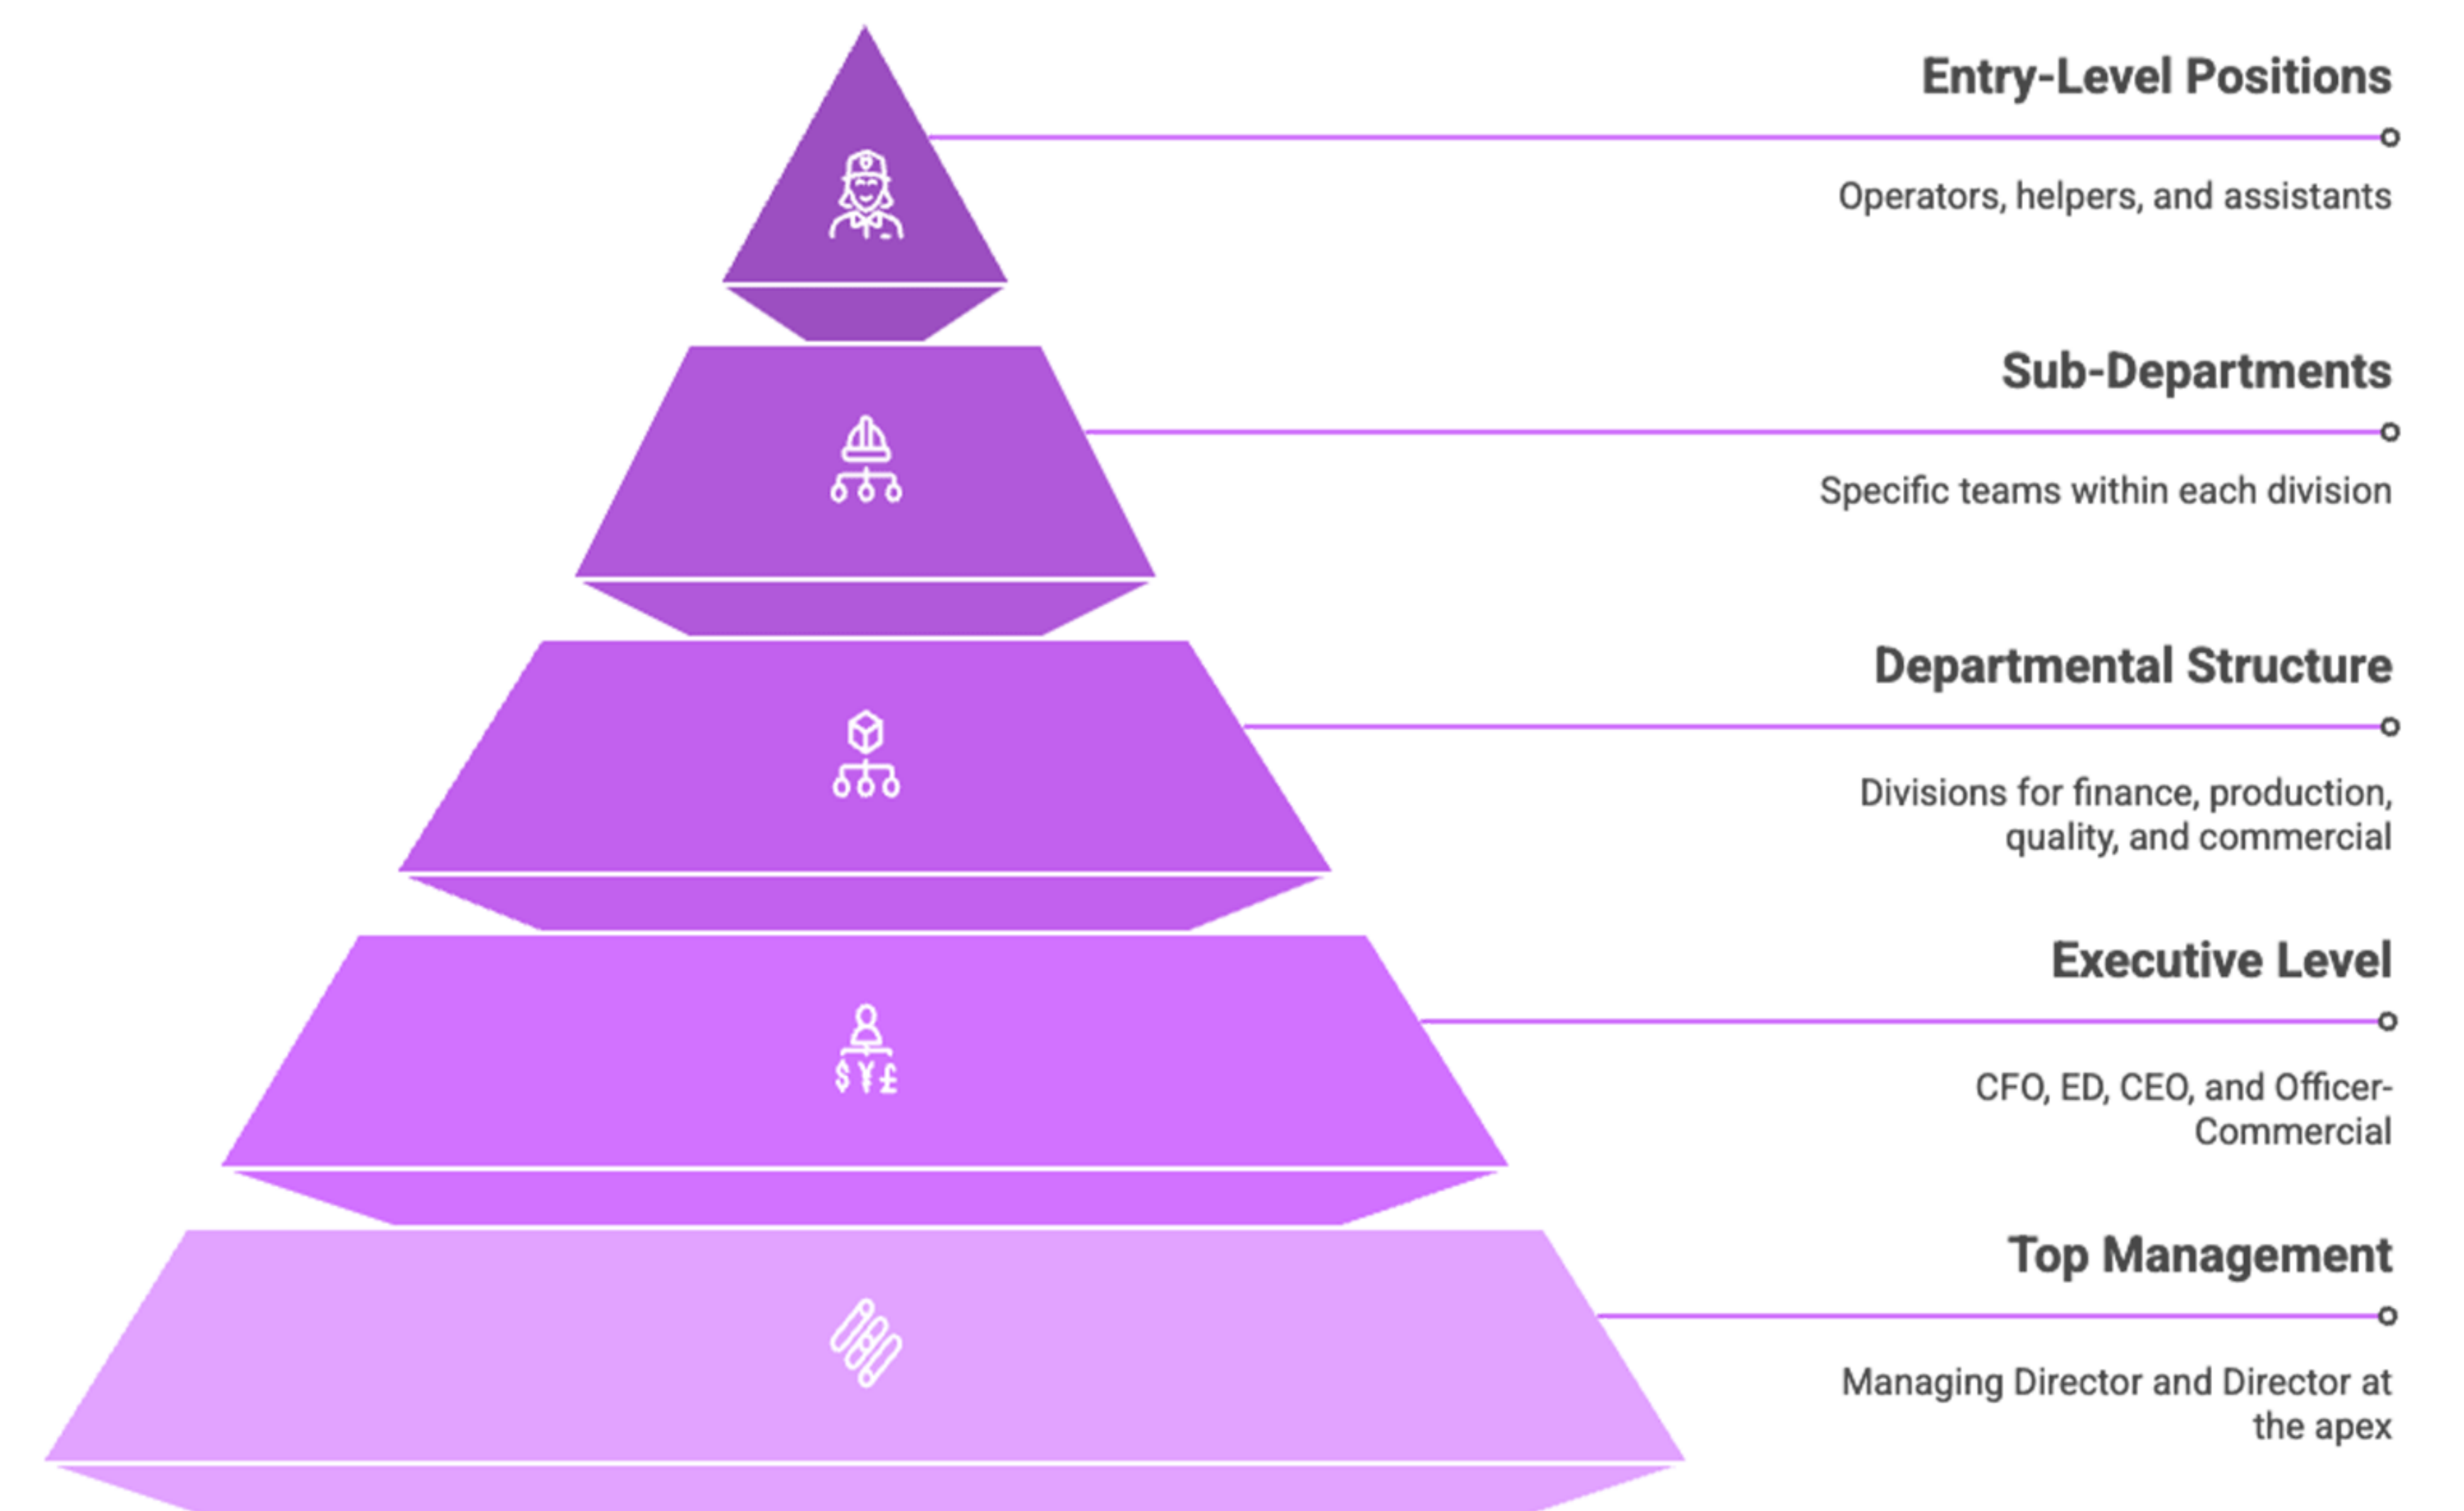 Entry-Level Positions
Operators, helpers, and assistants
Sub-Departments
Specific teams within each division
Departmental Structure
Divisions for finance, production,
quality, and commercial
Executive Level
CFO, ED, CEO, and Officer-
Commercial
Top Management
Managing Director and Director at
the apex
$ ¥ £